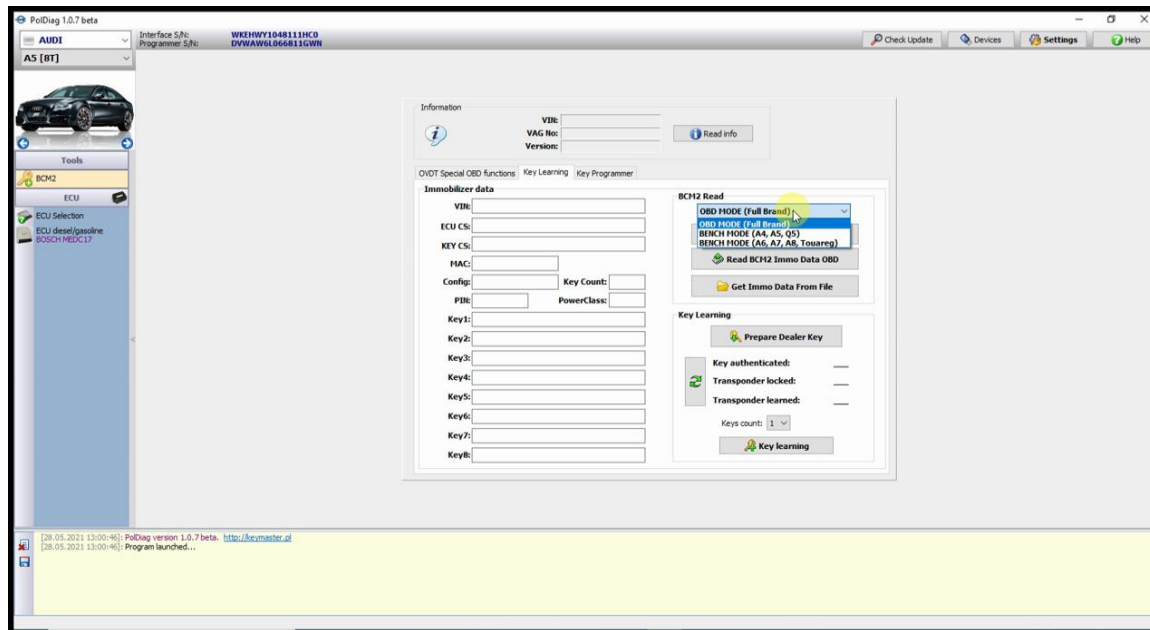 PolDiag 1.0.7 beta
AUDI
Interface S/N: WKEHWY1048111HC0
Programmer S/N: DVWAW6L066811GWN
Check Update
Devices
Settings
Help
A5 [8T]
Tools
BCM2
ECU
ECU Selection
ECU diesel/gasoline
BOSCH MEDC17
Information
VIN:
VAG No:
Version:
Read info
OVDT Special OBD functions
Key Learning
Key Programmer
Immobilizer data
VIN:
ECU CS:
KEY CS:
MAC:
Config:
Key Count:
PIN:
PowerClass:
Key1:
Key2:
Key3:
Key4:
Key5:
Key6:
Key7:
Key8:
BCM2 Read
OBD MODE (Full Brand)
OBD MODE (Full Brand)
BENCH MODE (A4, A5, Q5)
BENCH MODE (A6, A7, A8, Touareg)
Read BCM2 Immo Data OBD
Get Immo Data From File
Key Learning
Prepare Dealer Key
Key authenticated:
Transponder locked:
Transponder learned:
Keys count: 1
Key learning
[28.05.2021 13:00:46]: PolDiag version 1.0.7 beta. http://keymaster.pl
[28.05.2021 13:00:46]: Program launched...